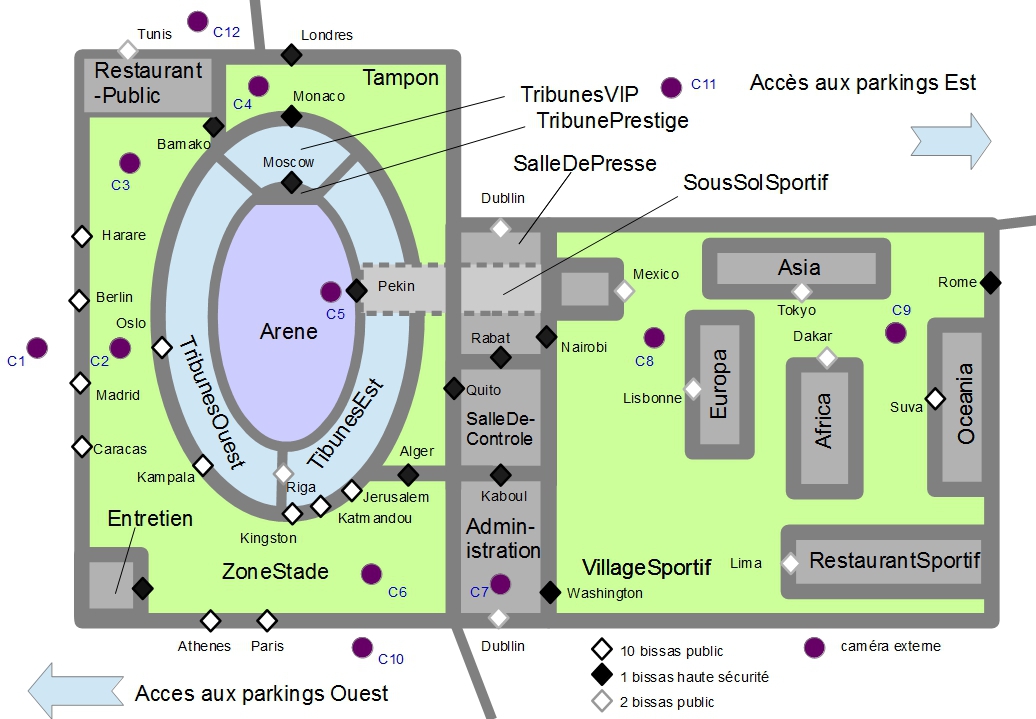 Tunis
C12
Londres
Restaurant
-Public
Tampon
C4
Monaco
TribunesVIP
TribunePrestige
C11
Accès aux parkings Est
Bamako
Moscow
SalleDePresse
SousSolSportif
C3
Dubllin
Harare
Pekin
Mexico
Asia
Rome
Berlin
Oslo
C5
Arene
Tokyo
C9
Dakar
C1
C2
Rabat
Nairobi
C8
Madrid
TribunesOuest
TibunesEst
Quito
Lisbonne
Europa
Africa
Suva
Oceania
SalleDe-
Controle
Caracas
Kampala
Alger
Riga
Jerusalem
Katmandou
Kaboul
Entretien
Kingston
Admin-
istration
ZoneStade
C6
C7
VillageSportif
Lima
RestaurantSportif
Washington
Athenes
Paris
C10
Dubllin
10 bissas public
1 bissas haute sécurité
2 bissas public
caméra externe
Acces aux parkings Ouest